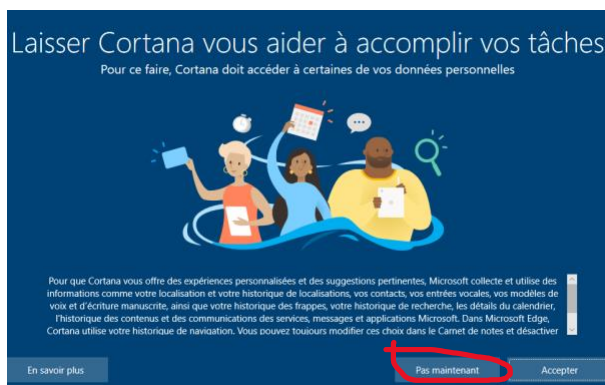 Laisser Cortana vous aider à accomplir vos tâches
Pour ce faire, Cortana doit accéder à certaines de vos données personnelles
Pour que Cortana vous offre des expériences personnalisées et des suggestions pertinentes, Microsoft collecte et utilise des
informations comme votre localisation et votre historique de localisations, vos contacts, vos entrées vocales, vos modèles de
voix et d'écriture manuscrite, ainsi que votre historique des frappes, votre historique de recherche, les détails du calendrier,
l'historique des contenus et des communications des services, messages et applications Microsoft. Dans Microsoft Edge,
Cortana utilise votre historique de navigation. Vous pouvez toujours modifier ces choix dans le Carnet de notes et désactiver
En savoir plus
Pas maintenant
Accepter